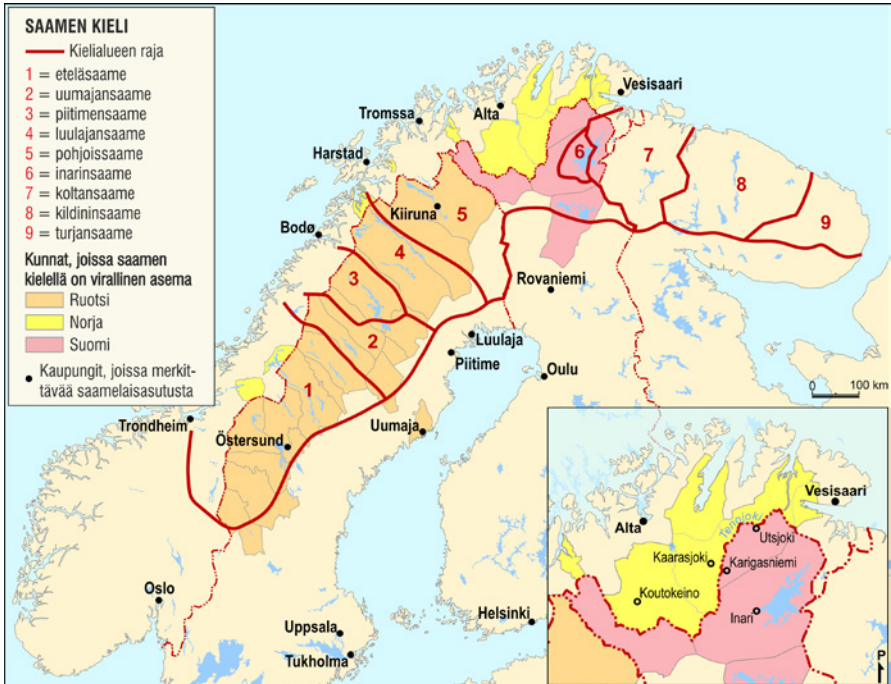 SAAMEN KIELI
Kielialueen raja
1 = eteläsaame
2 = uumajansaame
3 = piitimensaame
4 = luulajansaame
5 = pohjoissaame
6 = inarinsaame
7 = koltansaame
8 = kildininsaame
9 = turjansaame
Kunnat, joissa saamen
kielellä on virallinen asema
Ruotsi
Norja
Suomi
Kaupungit, joissa merkit-
tävää saamelaisasutusta
Vesisaari
Alta
Tromssa
Harstad
6
7
8
9
5
Kiiruna
Bodø
4
3
Rovaniemi
2
Luulaja
Piitime
Oulu
1
0
100 km
Trondheim
Uumaja
Östersund
Oslo
Helsinki
Uppsala
Tukholma
Vesisaari
Alta
Tenojoki
Utsjoki
Kaarasjoki
Karigasniemi
Koutokeino
Inari
P